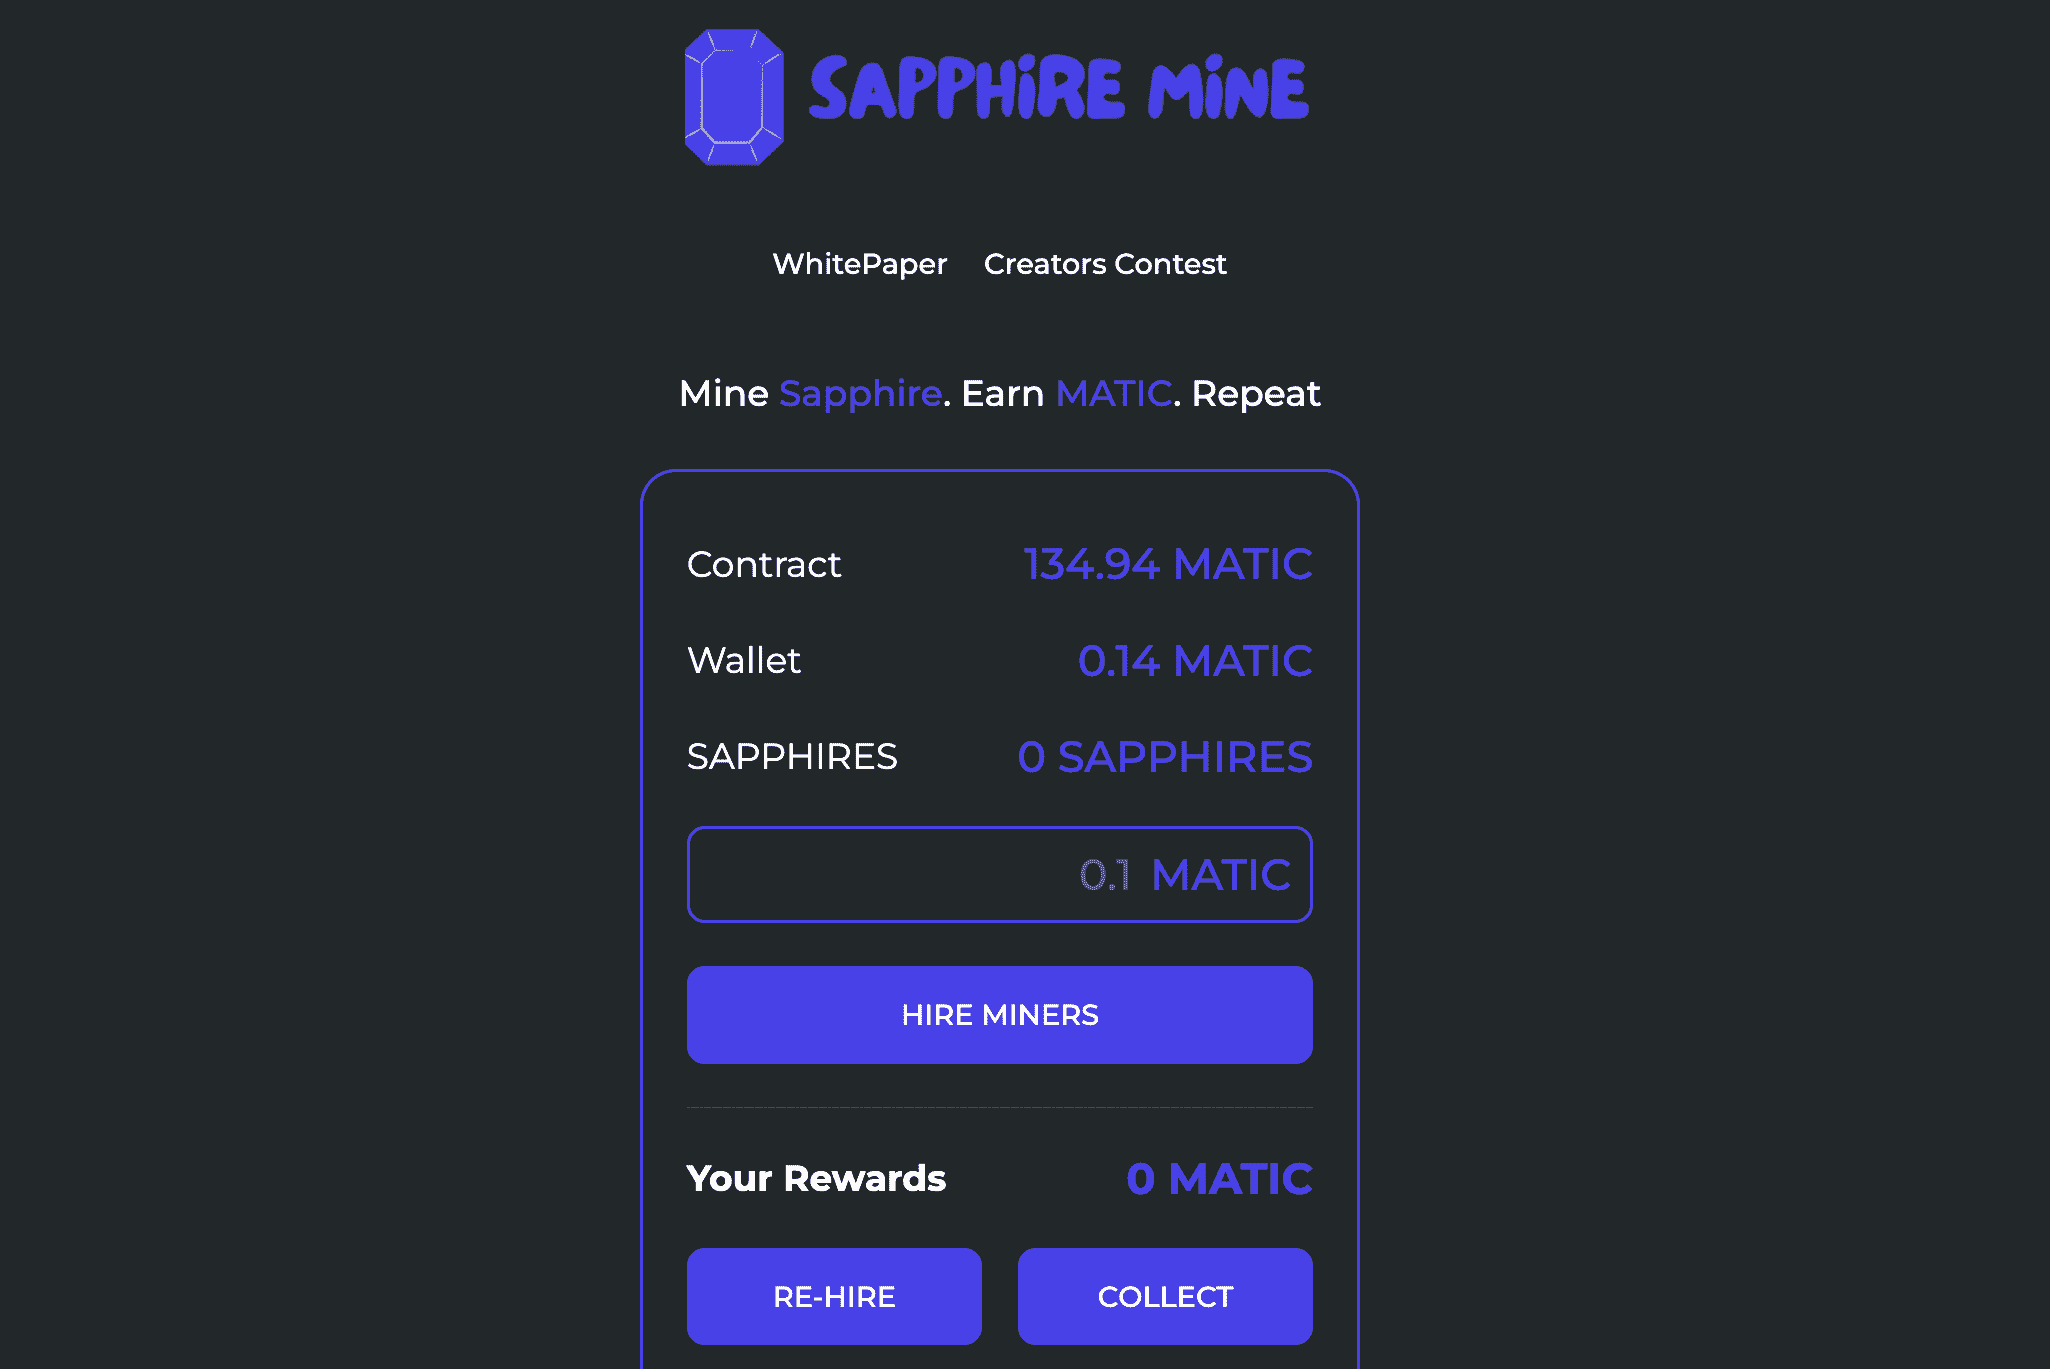 SAPPHiRE MiNE
WhitePaper Creators Contest
Mine Sapphire. Earn MATIC. Repeat
Contract 134.94 MATIC
Wallet 0.14 MATIC
SAPPHIRES 0 SAPPHIRES
0.1 MATIC
HIRE MINERS
Your Rewards 0 MATIC
RE-HIRE COLLECT